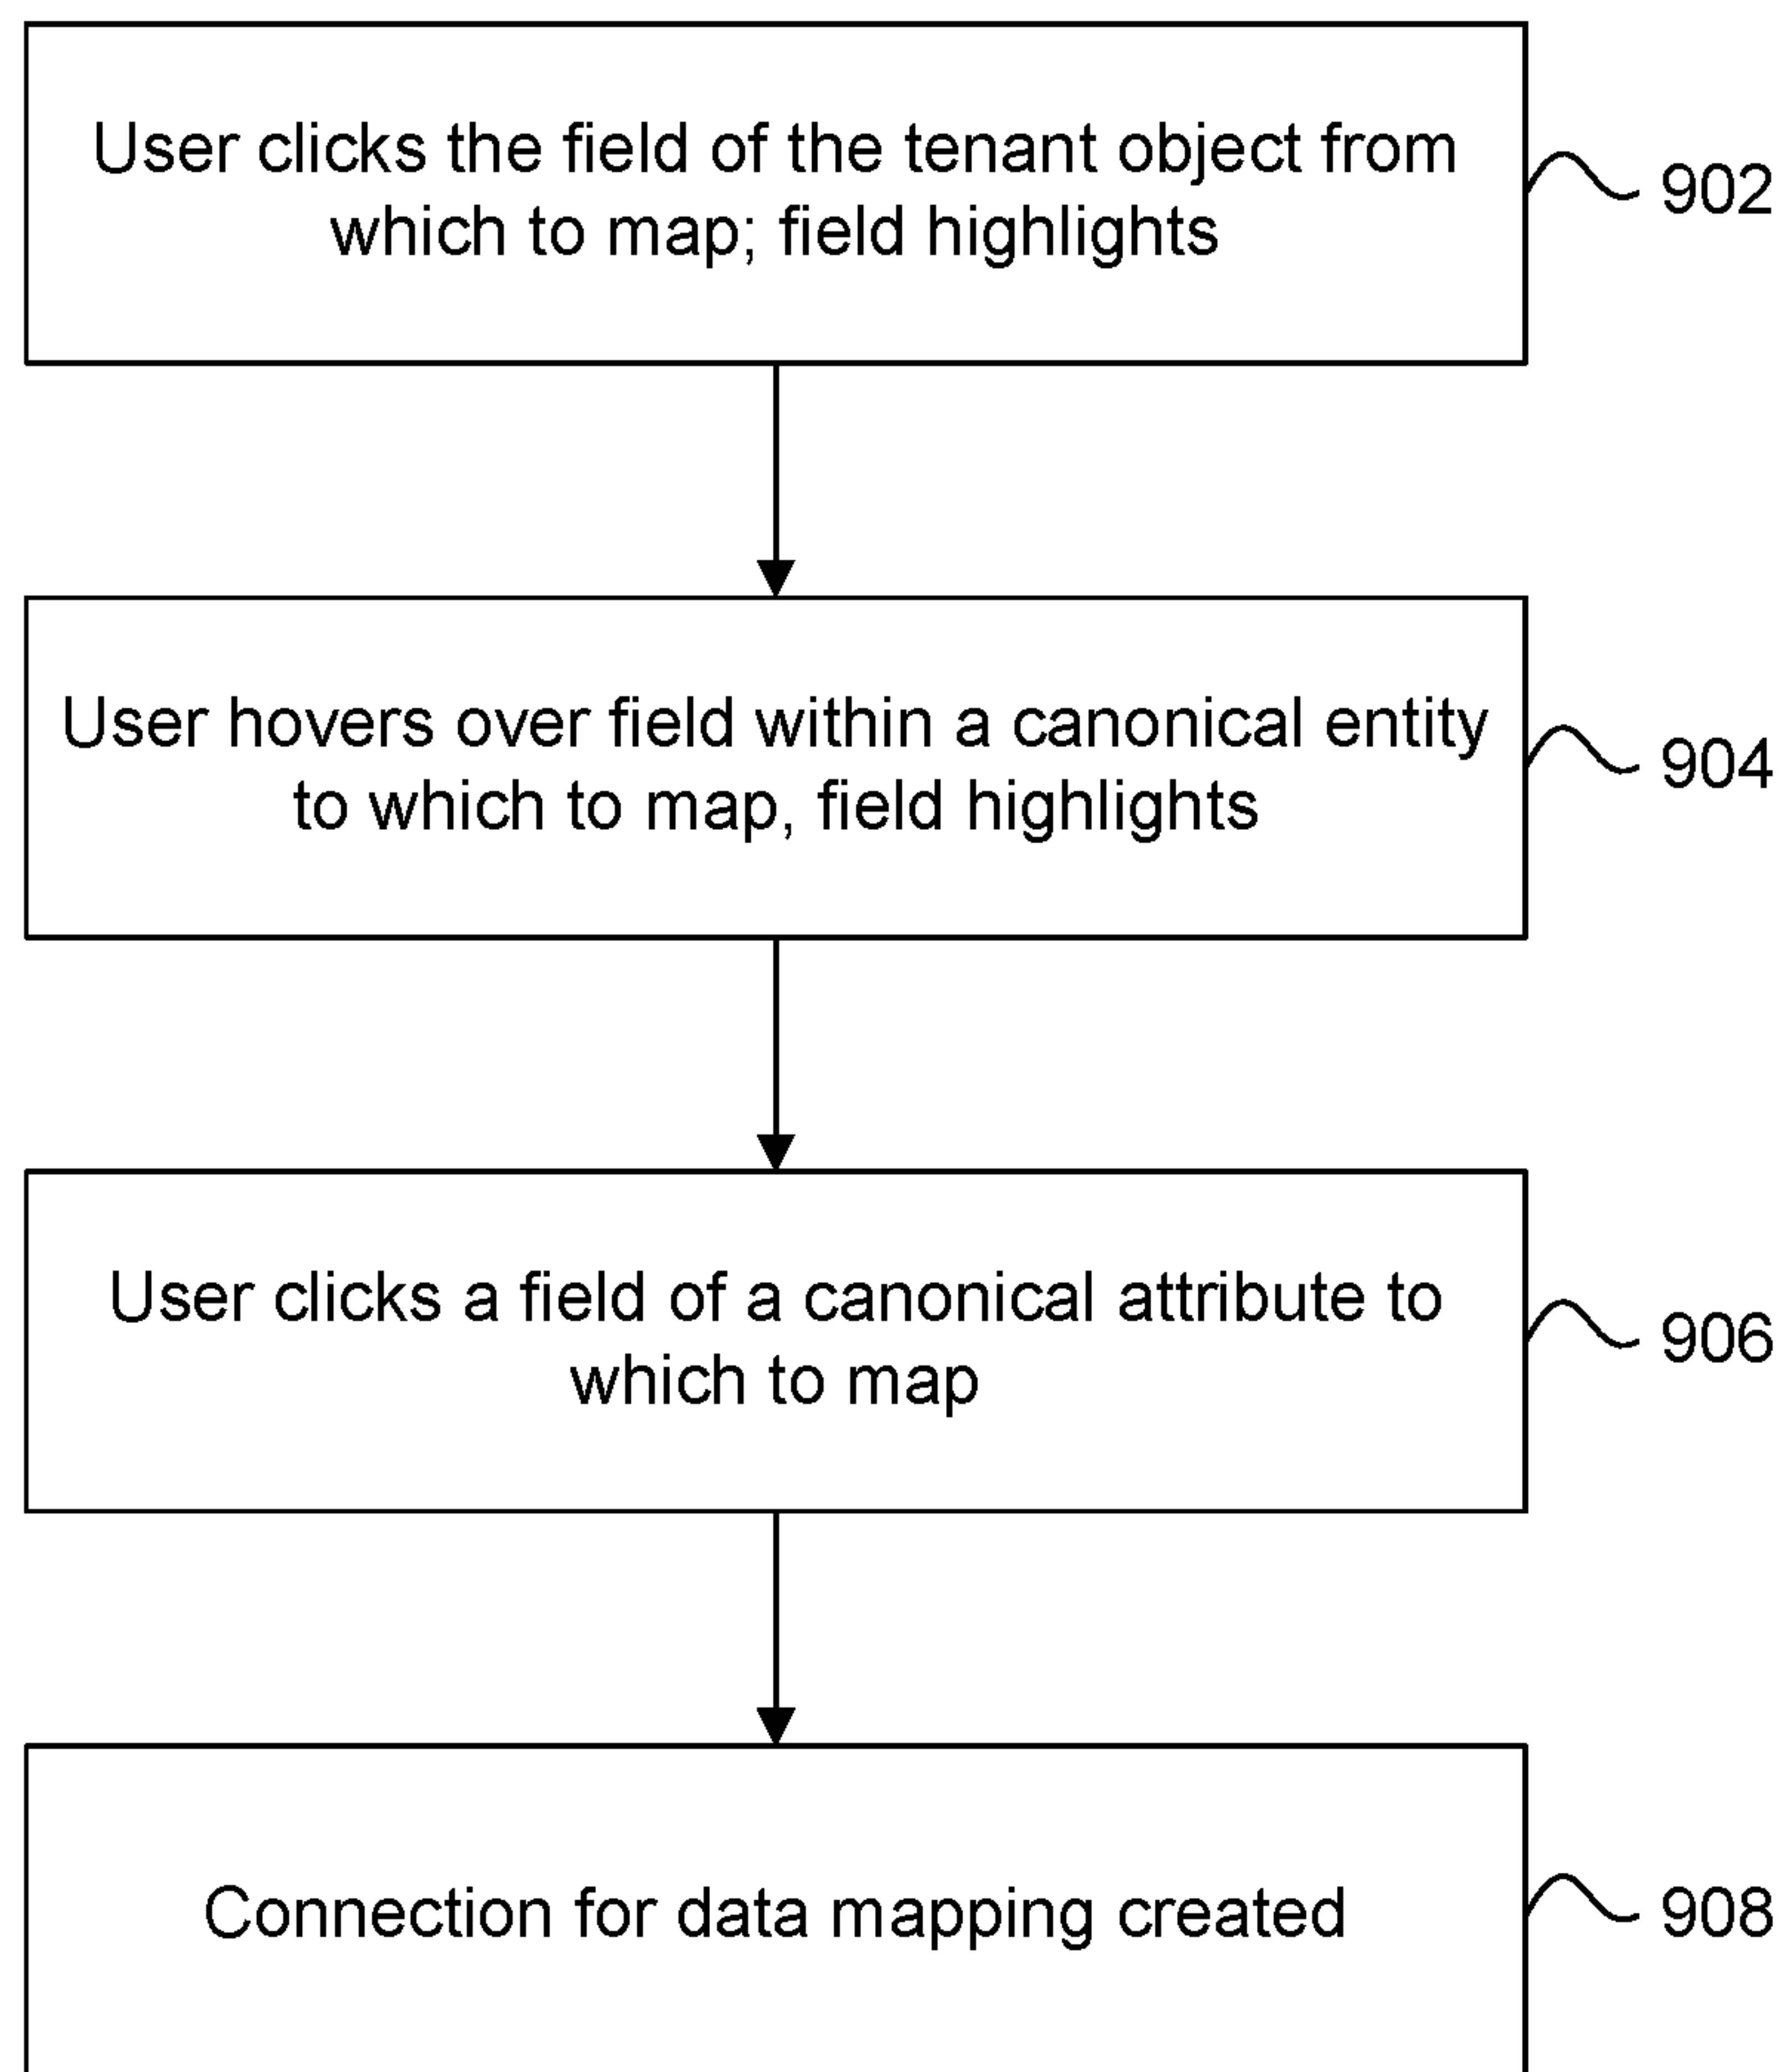 User clicks the field of the tenant object from
which to map; field highlights
902
User hovers over field within a canonical entity
to which to map, field highlights
904
User clicks a field of a canonical attribute to
which to map
906
Connection for data mapping created
908